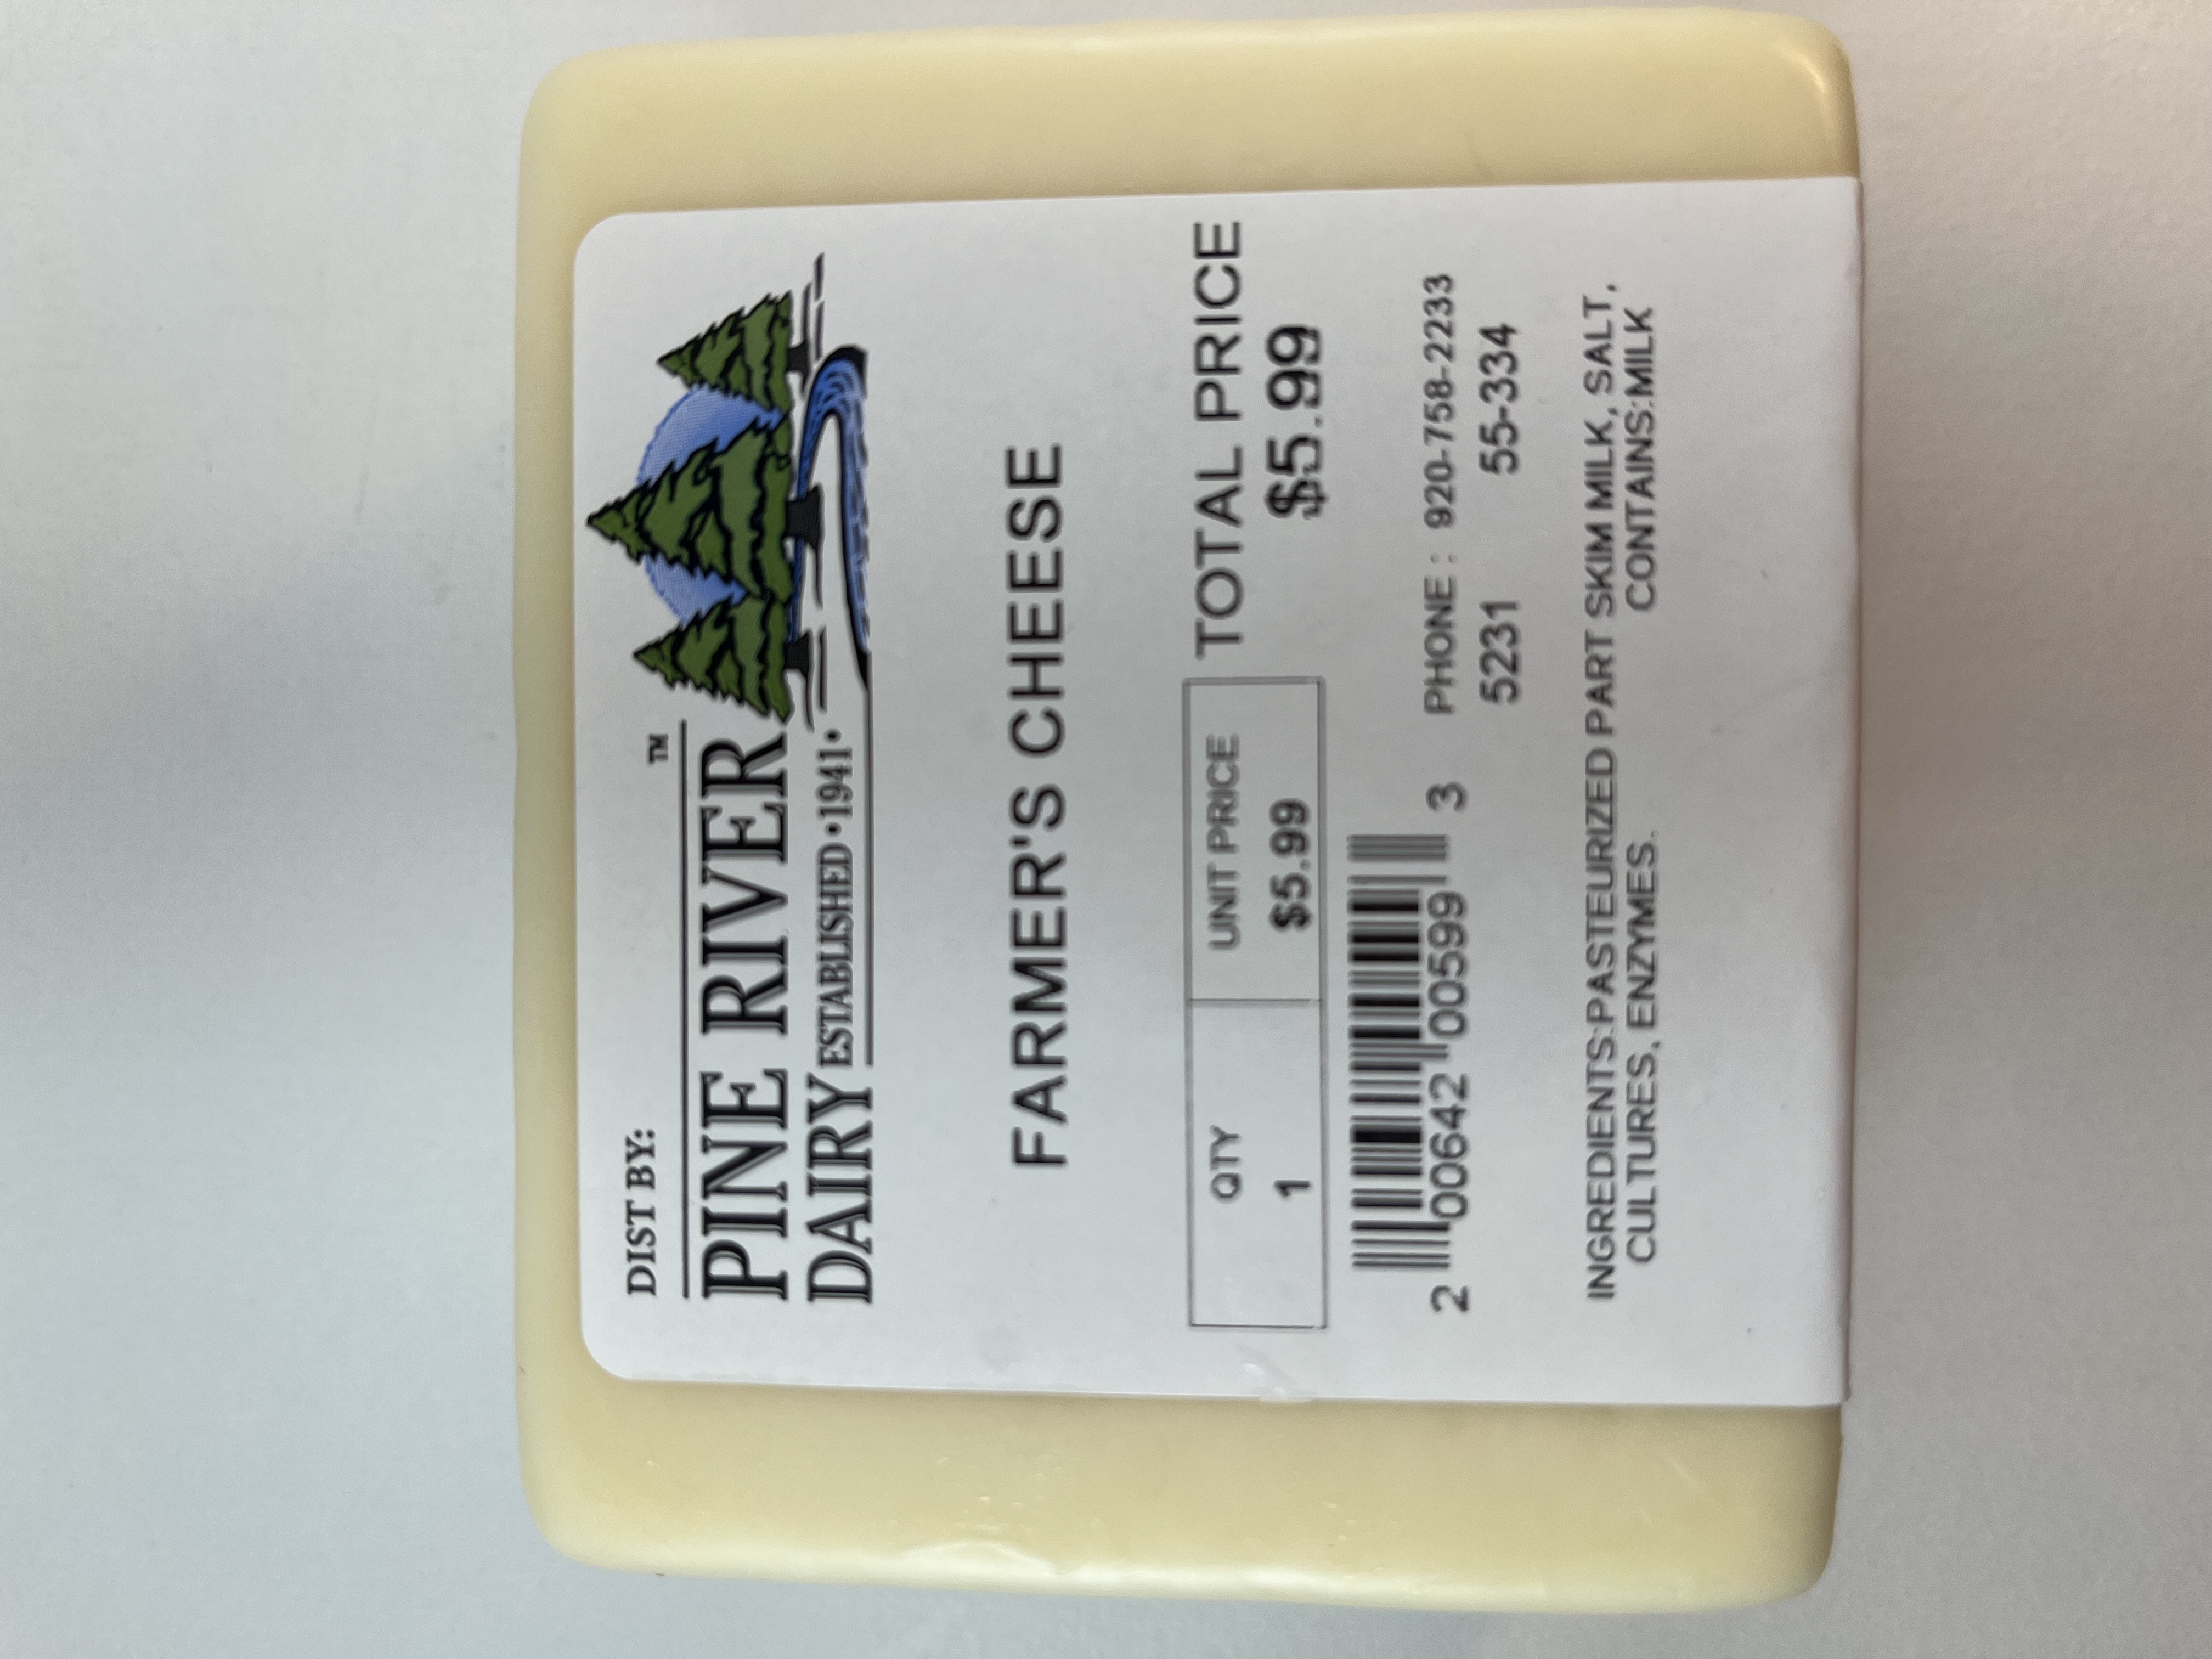 DIST BY:
PINE RIVER™
DAIRY ESTABLISHED•1941•
FARMER'S CHEESE
QTY UNIT PRICE TOTAL PRICE
1 $5.99 $5.99
2 00642 00599 3
PHONE : 920-758-2233
5231 55-334
INGREDIENTS:PASTEURIZED PART SKIM MILK, SALT,
CULTURES, ENZYMES. CONTAINS:MILK